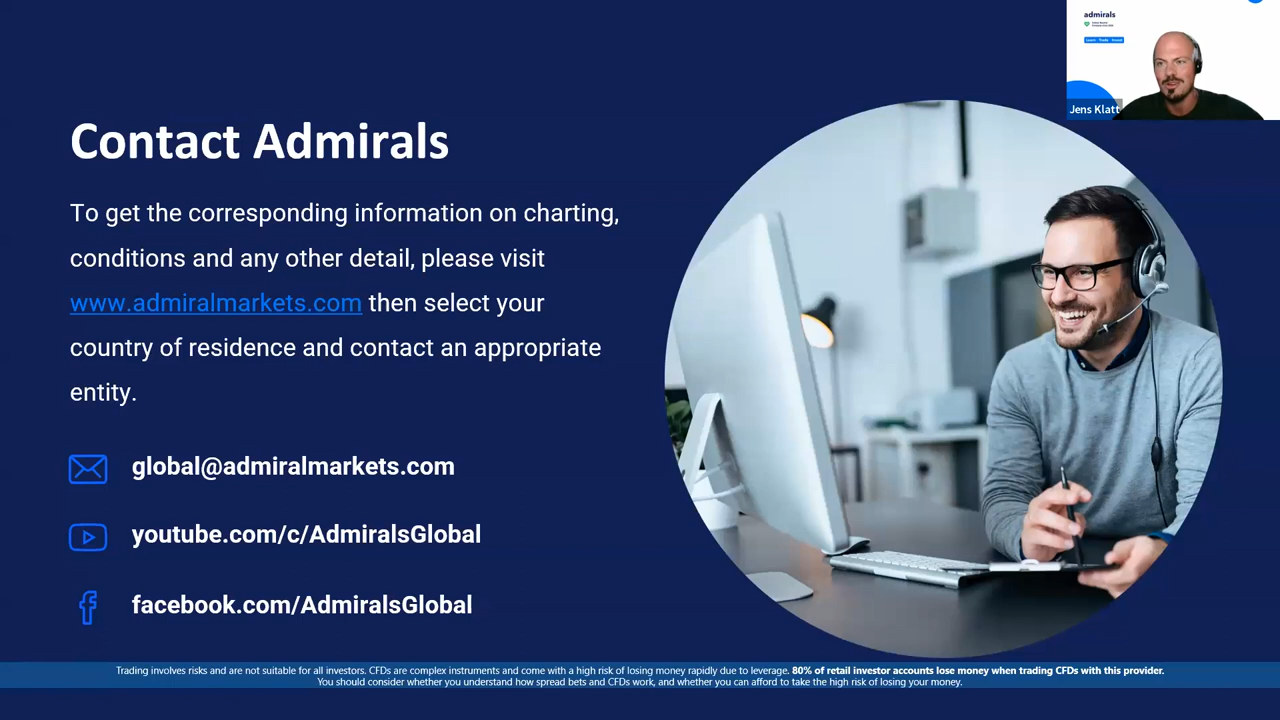 admirals
Jens Klatt
Contact Admirals
To get the corresponding information on charting,
conditions and any other detail, please visit
www.admiralmarkets.com then select your
country of residence and contact an appropriate
entity.
global@admiralmarkets.com
youtube.com/c/AdmiralsGlobal
facebook.com/AdmiralsGlobal
Trading involves risks and are not suitable for all investors. CFDs are complex instruments and come with a high risk of losing money rapidly due to leverage. 80% of retail investor accounts lose money when trading CFDs with this provider.
You should consider whether you understand how spread bets and CFDs work, and whether you can afford to take the high risk of losing your money.